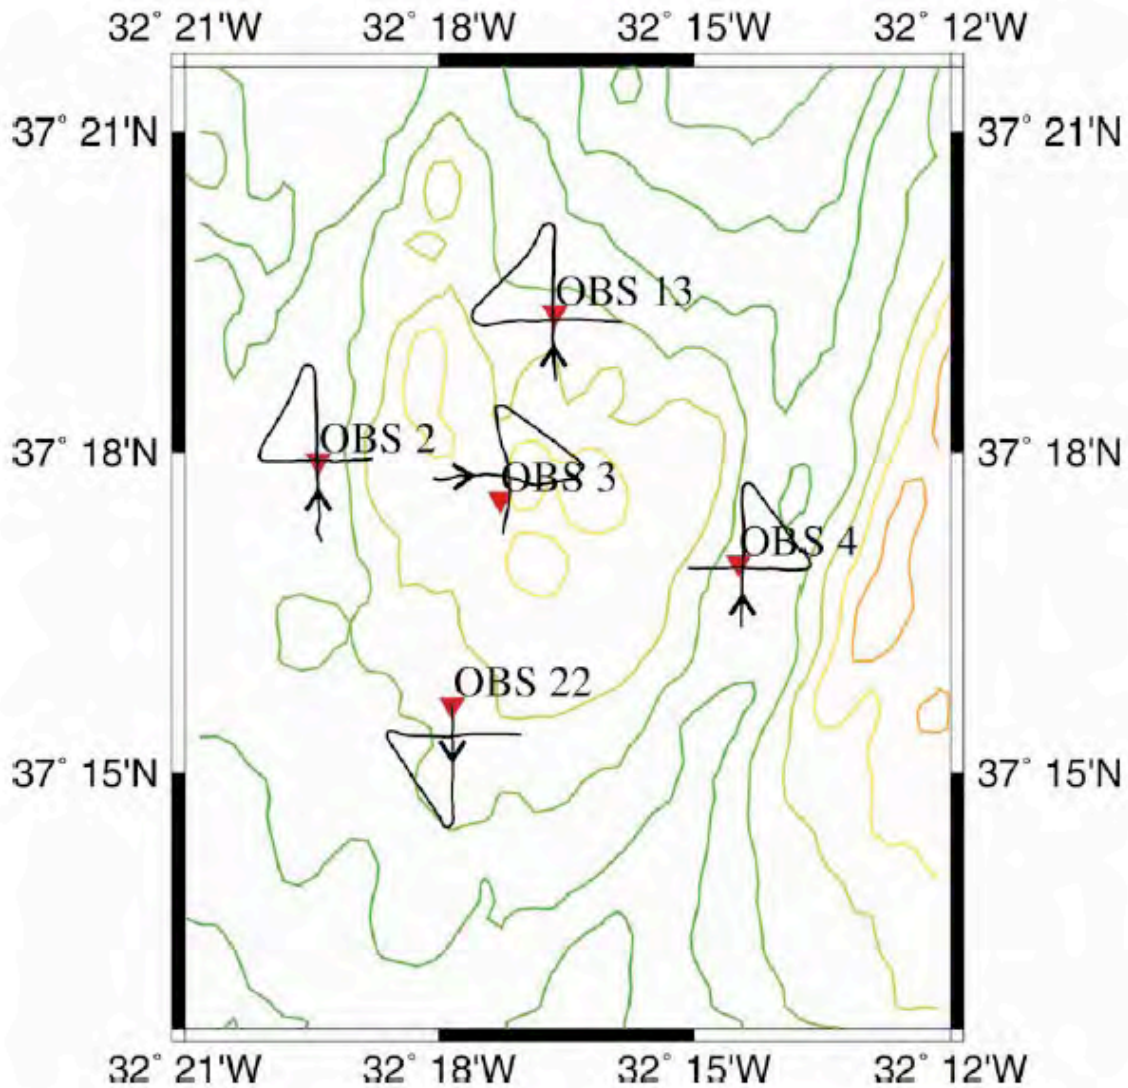 32° 21'W 32° 18'W 32° 15'W 32° 12'W
37° 21'N 37° 21'N
OBS 13
OBS 2
37° 18'N 37° 18'N
OBS 3
OBS 4
OBS 22
37° 15'N 37° 15'N
32° 21'W 32° 18'W 32° 15'W 32° 12'W